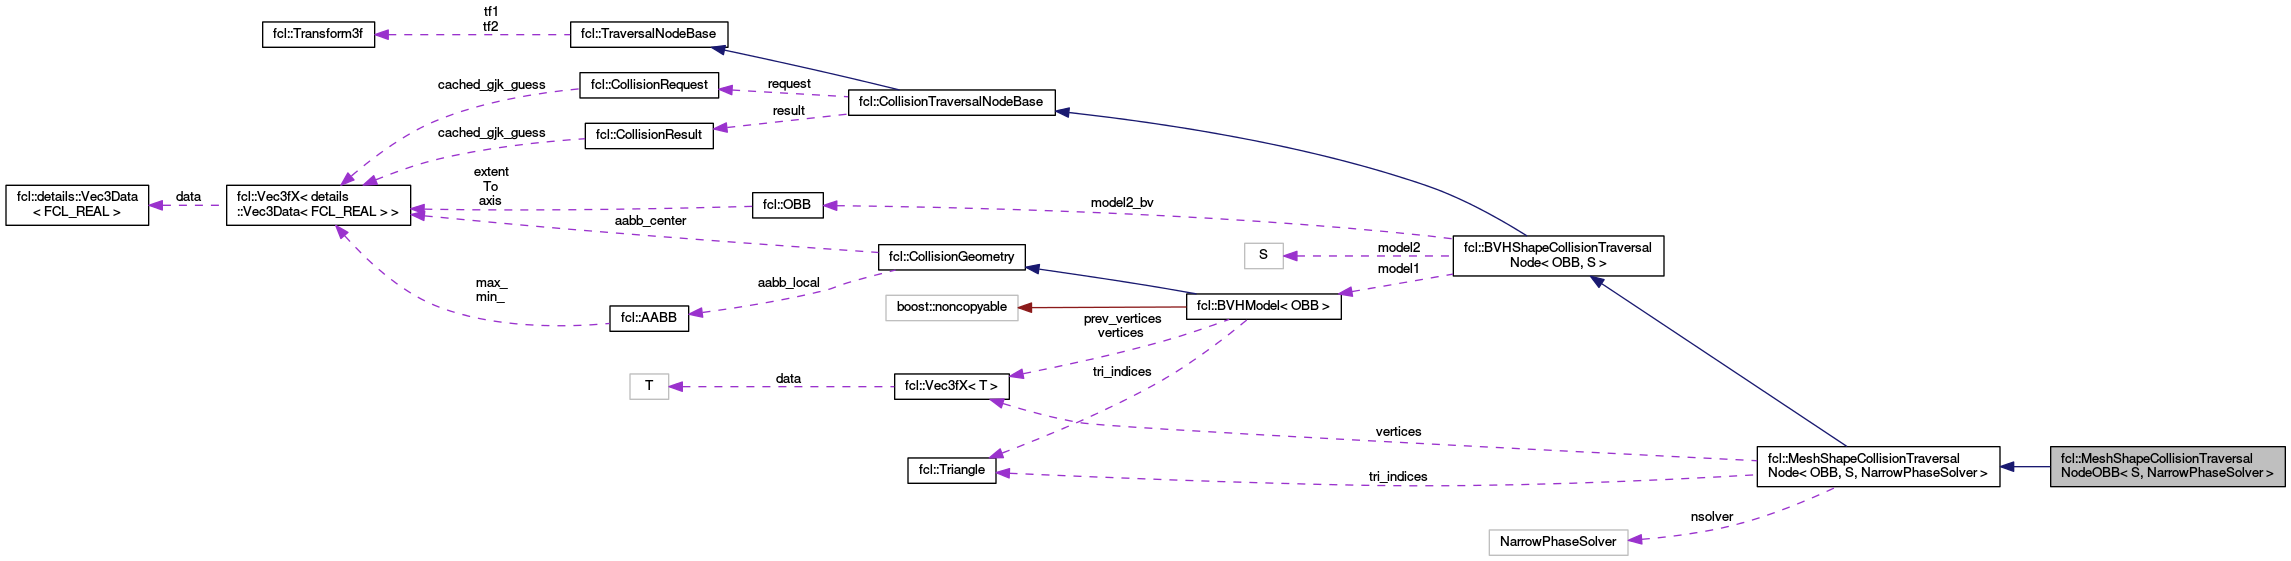 tf1
tf2
fcl::Transform3f
fcl::TraversalNodeBase
cached_gjk_guess
fcl::CollisionRequest
request
fcl::CollisionTraversalNodeBase
result
cached_gjk_guess
fcl::CollisionResult
fcl::details::Vec3Data
< FCL_REAL >
data
fcl::Vec3fX< details
::Vec3Data< FCL_REAL > >
extent
To
axis
fcl::OBB
model2_bv
aabb_center
fcl::CollisionGeometry
S
model2
model1
fcl::BVHShapeCollisionTraversal
Node< OBB, S >
max_
min_
aabb_local
fcl::AABB
boost::noncopyable
fcl::BVHModel< OBB >
prev_vertices
vertices
tri_indices
T
data
fcl::Vec3fX< T >
vertices
fcl::Triangle
tri_indices
fcl::MeshShapeCollisionTraversal
Node< OBB, S, NarrowPhaseSolver >
fcl::MeshShapeCollisionTraversal
NodeOBB< S, NarrowPhaseSolver >
nsolver
NarrowPhaseSolver